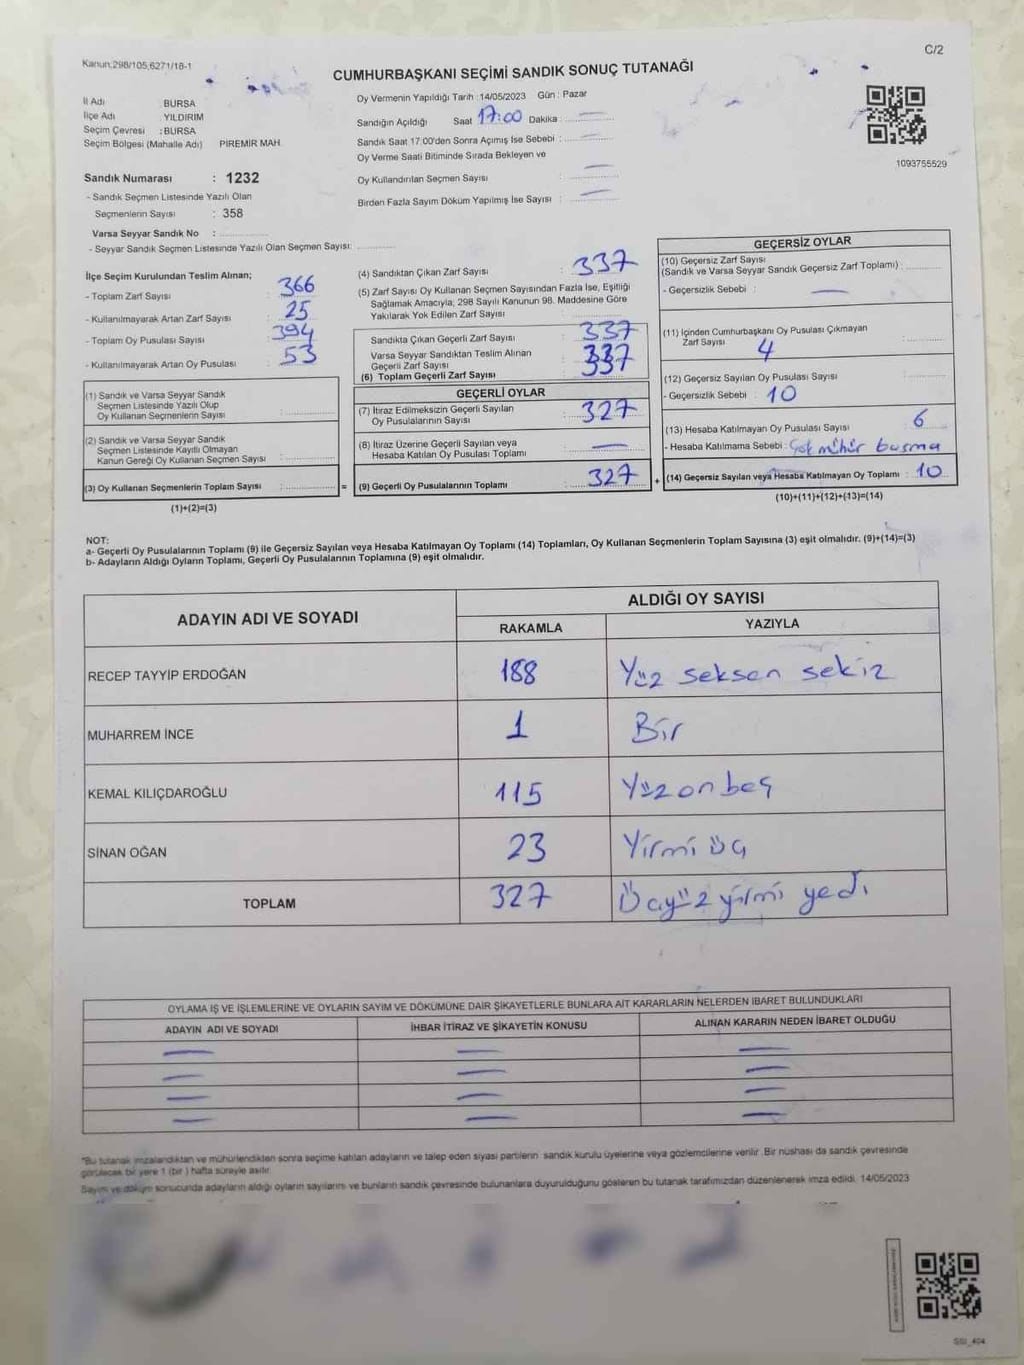 C/2
Kanun:298/105,6271/18-1
CUMHURBAŞKANI SEÇİMİ SANDIK SONUÇ TUTANAĞI
İl Adı : BURSA
İlçe Adı : YILDIRIM
Seçim Çevresi : BURSA
Seçim Bölgesi (Mahalle Adı) PİREMİR MAH.
Sandık Numarası : 1232
- Sandık Seçmen Listesinde Yazılı Olan
Seçmenlerin Sayısı : 358
Varsa Seyyar Sandık No :
- Seyyar Sandık Seçmen Listesinde Yazılı Olan Seçmen Sayısı:
Oy Vermenin Yapıldığı Tarih :14/05/2023 Gün : Pazar
Sandığın Açıldığı Saat 17:00 Dakika :
Sandık Saat 17:00'den Sonra Açımış İse Sebebi :
Oy Verme Saati Bitiminde Sırada Bekleyen ve
Oy Kullandırılan Seçmen Sayısı :
Birden Fazla Sayım Döküm Yapılmış İse Sayısı :
1093755529
İlçe Seçim Kurulundan Teslim Alınan;
- Toplam Zarf Sayısı : 366
- Kullanılmayarak Artan Zarf Sayısı : 25
- Toplam Oy Pusulası Sayısı : 394
- Kullanılmayarak Artan Oy Pusulası : 53
(1) Sandık ve Varsa Seyyar Sandık
Seçmen Listesinde Yazılı Olup
Oy Kullanan Seçmenlerin Sayısı :
(2) Sandık ve Varsa Seyyar Sandık
Seçmen Listesinde Kayıtlı Olmayan
Kanun Gereği Oy Kullanan Seçmen Sayısı :
(3) Oy Kullanan Seçmenlerin Toplam Sayısı : =
(1)+(2)=(3)
(4) Sandıktan Çıkan Zarf Sayısı : 337
(5) Zarf Sayısı Oy Kullanan Seçmen Sayısından Fazla İse, Eşitliği
Sağlamak Amacıyla, 298 Sayılı Kanunun 98. Maddesine Göre
Yakılarak Yok Edilen Zarf Sayısı :
Sandıkta Çıkan Geçerli Zarf Sayısı : 337
Varsa Seyyar Sandıktan Teslim Alınan
Geçerli Zarf Sayısı :
(6) Toplam Geçerli Zarf Sayısı : 337
GEÇERLİ OYLAR
(7) İtiraz Edilmeksizin Geçerli Sayılan
Oy Pusulalarının Sayısı : 327
(8) İtiraz Üzerine Geçerli Sayılan veya
Hesaba Katılan Oy Pusulası Toplamı :
(9) Geçerli Oy Pusulalarının Toplamı : 327 +
GEÇERSİZ OYLAR
(10) Geçersiz Zarf Sayısı
(Sandık ve Varsa Seyyar Sandık Geçersiz Zarf Toplamı) :
- Geçersizlik Sebebi :
(11) İçinden Cumhurbaşkanı Oy Pusulası Çıkmayan
Zarf Sayısı : 4
(12) Geçersiz Sayılan Oy Pusulası Sayısı :
- Geçersizlik Sebebi : 10
(13) Hesaba Katılmayan Oy Pusulası Sayısı : 6
- Hesaba Katılmama Sebebi : Çok mühür basma
(14) Geçersiz Sayılan veya Hesaba Katılmayan Oy Toplamı : 10
(10)+(11)+(12)+(13)=(14)
NOT:
a- Geçerli Oy Pusulalarının Toplamı (9) ile Geçersiz Sayılan veya Hesaba Katılmayan Oy Toplamı (14) Toplamları, Oy Kullanan Seçmenlerin Toplam Sayısına (3) eşit olmalıdır. (9)+(14)=(3)
b- Adayların Aldığı Oyların Toplamı, Geçerli Oy Pusulalarının Toplamına (9) eşit olmalıdır.
ADAYIN ADI VE SOYADI ALDIĞI OY SAYISI
RAKAMLA YAZIYLA
RECEP TAYYİP ERDOĞAN 188 Yüz seksen sekiz
MUHARREM İNCE 1 Bir
KEMAL KILIÇDAROĞLU 115 Yüz on beş
SİNAN OĞAN 23 Yirmi üç
TOPLAM 327 Üçyüz yirmi yedi
OYLAMA İŞ VE İŞLEMLERİNE VE OYLARIN SAYIM VE DÖKÜMÜNE DAİR ŞİKAYETLERLE BUNLARA AİT KARARLARIN NELERDEN İBARET BULUNDUKLARI
ADAYIN ADI VE SOYADI İHBAR İTİRAZ VE ŞİKAYETİN KONUSU ALINAN KARARIN NEDEN İBARET OLDUĞU
*Bu tutanak imzalandıktan ve mühürlendikten sonra seçime katılan adayların ve talep eden siyasi partilerin sandık kurulu üyelerine veya gözlemcilerine verilir. Bir nüshası da sandık çevresinde
görülecek bir yere 1 (bir ) hafta süreyle asılır.
Sayım ve döküm sonucunda adayların aldığı oyların sayılarını ve bunların sandık çevresinde bulunanlara duyurulduğunu gösteren bu tutanak tarafımızdan düzenlenerek imza edildi. 14/05/2023